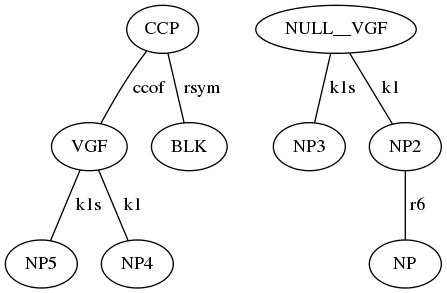 CCP NULL__VGF
ccof rsym k1s k1
VGF BLK NP3 NP2
k1s k1 r6
NP5 NP4 NP